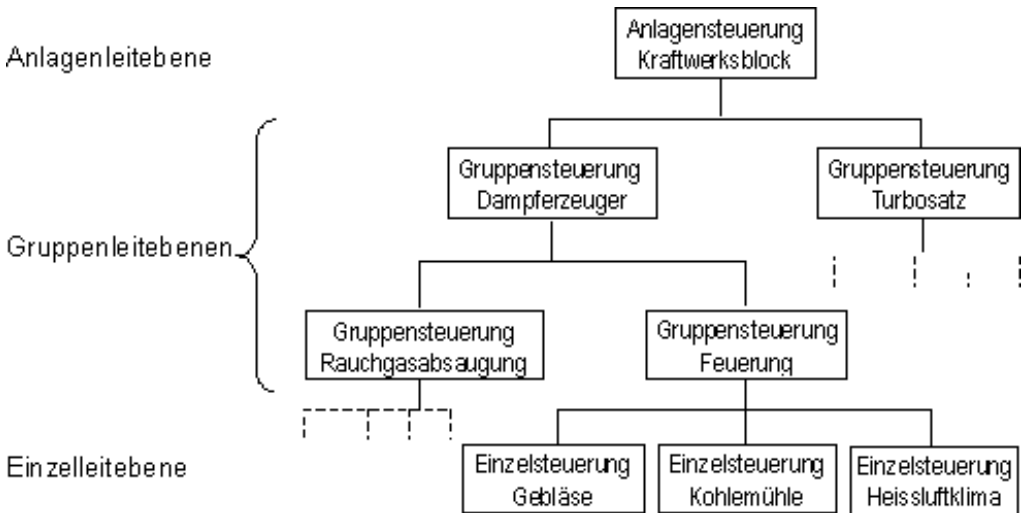 Anlagenleitebene
Anlagensteuerung
Kraftwerksblock
Gruppenleitebenen
Gruppensteuerung
Dampferzeuger
Gruppensteuerung
Turbosatz
Gruppensteuerung
Rauchgasabsaugung
Gruppensteuerung
Feuerung
Einzelleitebene
Einzelsteuerung
Gebläse
Einzelsteuerung
Kohlemühle
Einzelsteuerung
Heissluftklima